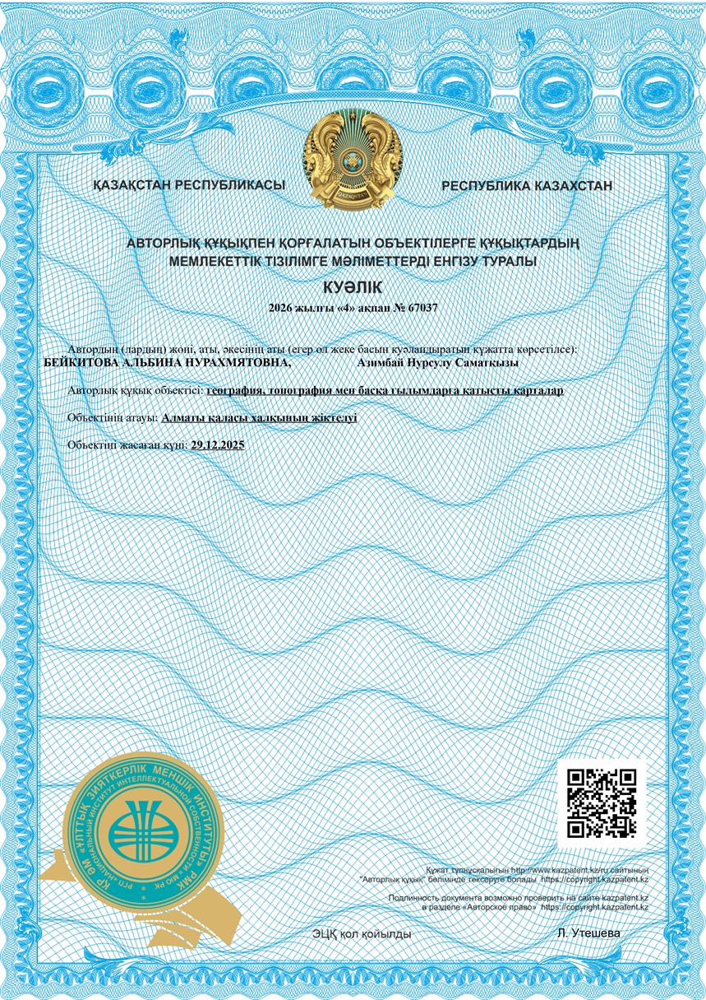 ҚАЗАҚСТАН РЕСПУБЛИКАСЫ
РЕСПУБЛИКА КАЗАХСТАН
QAZAQSTAN
АВТОРЛЫҚ ҚҰҚЫҚПЕН ҚОРҒАЛАТЫН ОБЪЕКТІЛЕРГЕ ҚҰҚЫҚТАРДЫҢ
МЕМЛЕКЕТТІК ТІЗІЛІМГЕ МӘЛІМЕТТЕРДІ ЕНГІЗУ ТУРАЛЫ
КУӘЛІК
2026 жылғы «4» ақпан № 67037
Автордың (лардың) жөні, аты, әкесінің аты (егер ол жеке басын куәландыратын құжатта көрсетілсе):
БЕЙКИТОВА АЛЬБИНА НУРАХМЯТОВНА, Азимбай Нурсулу Саматқызы
Авторлық құқық объектісі: география, топография мен басқа ғылымдарға қатысты карталар
Объектінің атауы: Алматы қаласы халқының жіктелуі
Объектіні жасаған күні: 29.12.2025
ҚР ӘМ «ҰЛТТЫҚ ЗИЯТКЕРЛІК МЕНШІК ИНСТИТУТЫ» РМК
РГП «НАЦИОНАЛЬНЫЙ ИНСТИТУТ ИНТЕЛЛЕКТУАЛЬНОЙ СОБСТВЕННОСТИ» МЮ РК
Құжат түпнұсқалығын http://www.kazpatent.kz/ru сайтының
"Авторлық құқық" бөлімінде тексеруге болады https://copyright.kazpatent.kz
Подлинность документа возможно проверить на сайте kazpatent.kz
в разделе «Авторское право» https://copyright.kazpatent.kz
ЭЦҚ қол қойылды
Л. Утешева